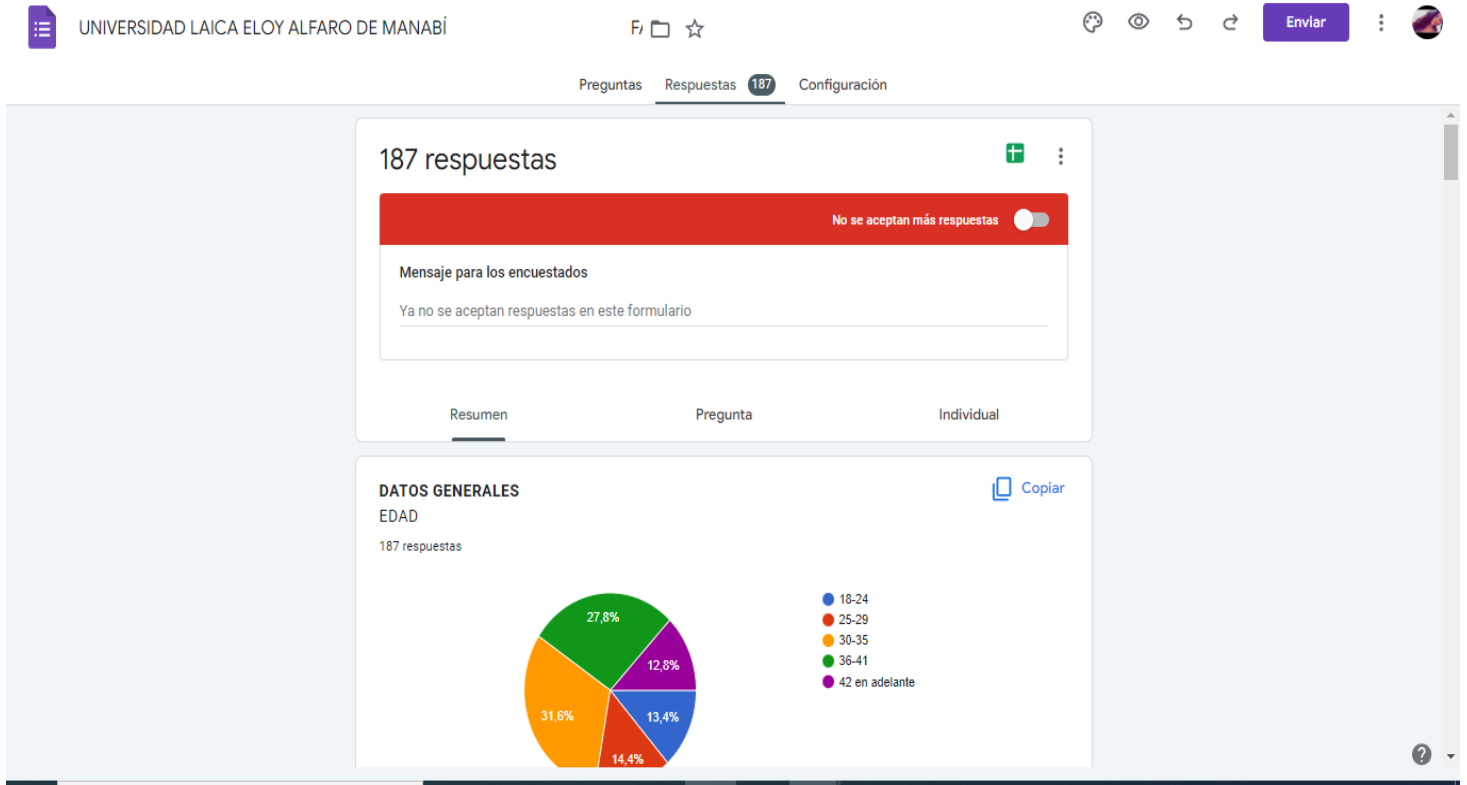 UNIVERSIDAD LAICA ELOY ALFARO DE MANABÍ
Enviar
Preguntas Respuestas 187 Configuración
187 respuestas
No se aceptan más respuestas
Mensaje para los encuestados
Ya no se aceptan respuestas en este formulario
Resumen Pregunta Individual
DATOS GENERALES
Copiar
EDAD
187 respuestas
27,8%
12,8%
31,6%
13,4%
14,4%
18-24
25-29
30-35
36-41
42 en adelante